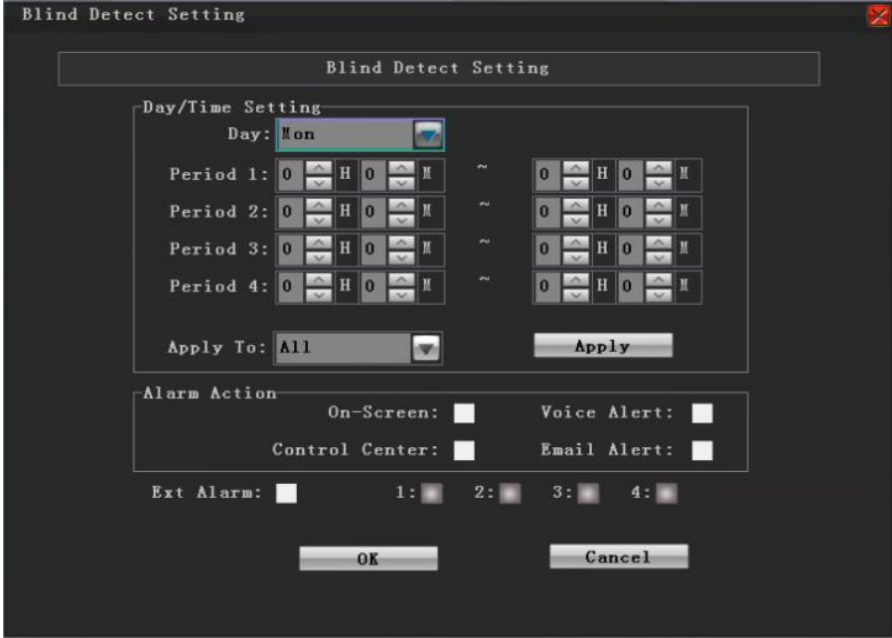 Blind Detect Setting
Blind Detect Setting
Day/Time Setting
Day: Mon
Period 1: 0 H 0 M ~ 0 H 0 M
Period 2: 0 H 0 M ~ 0 H 0 M
Period 3: 0 H 0 M ~ 0 H 0 M
Period 4: 0 H 0 M ~ 0 H 0 M
Apply To: All Apply
Alarm Action
On-Screen: Voice Alert:
Control Center: Email Alert:
Ext Alarm: 1: 2: 3: 4:
OK Cancel